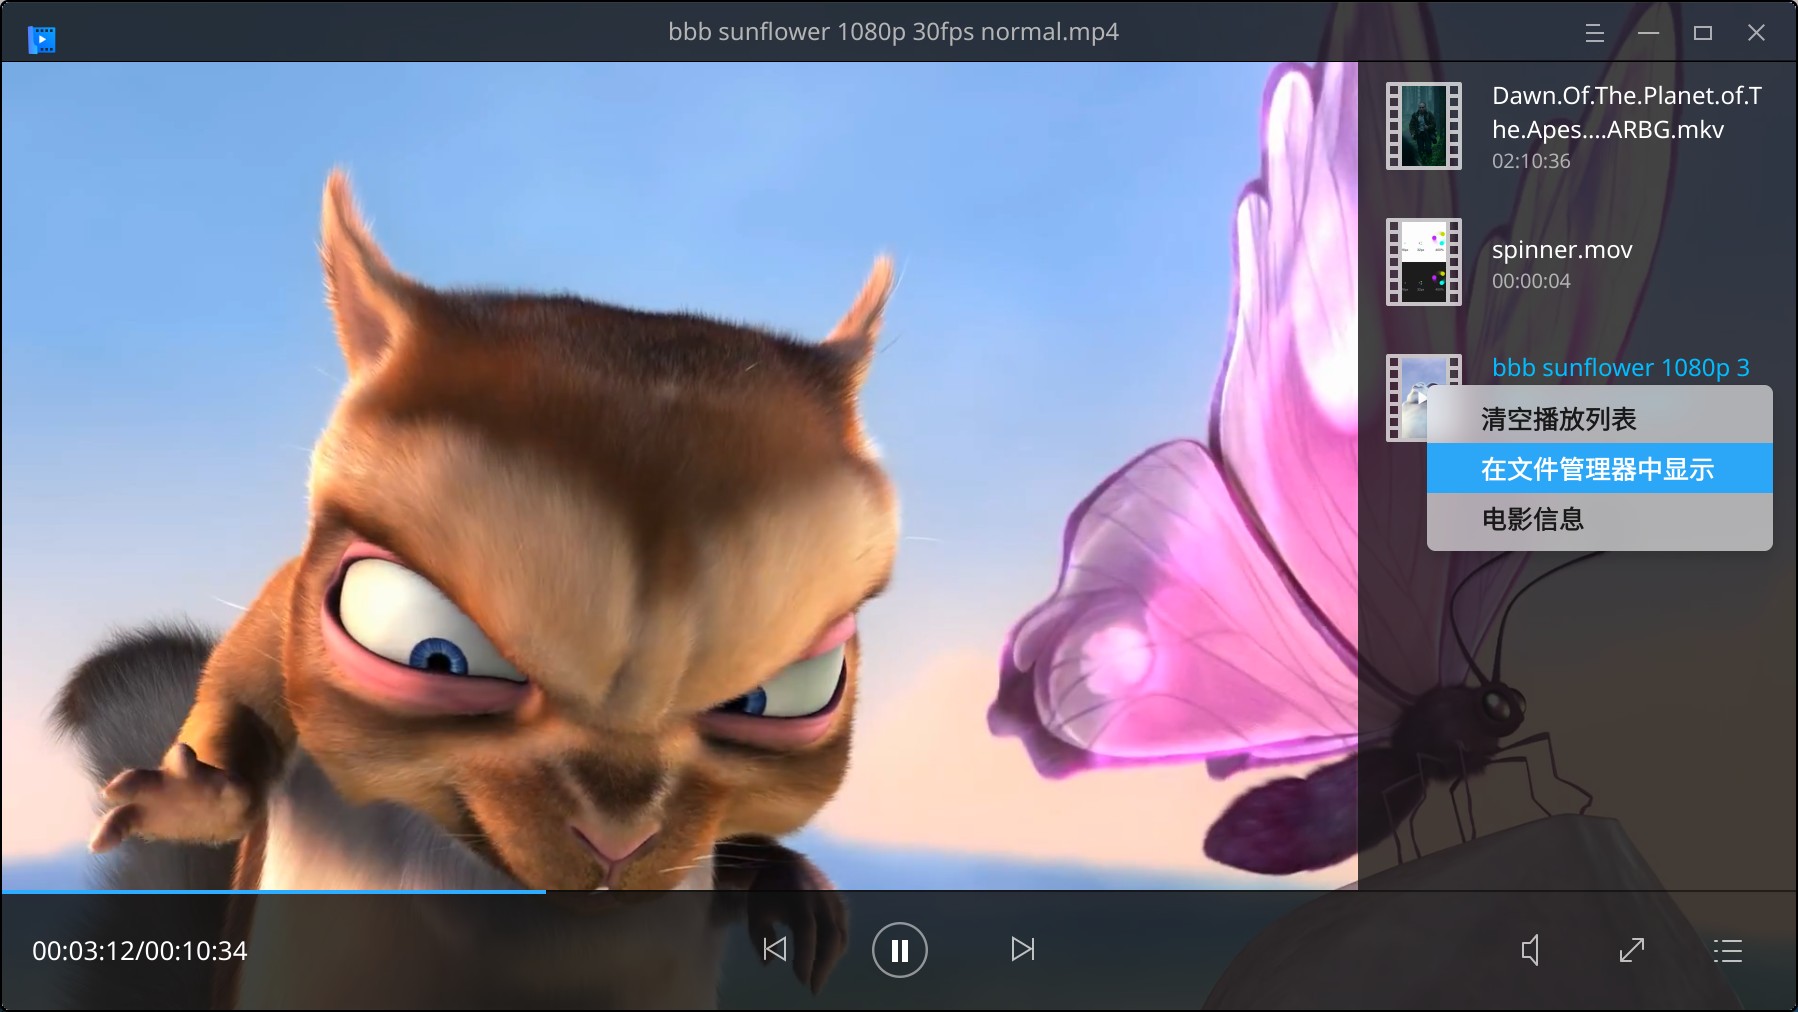 bbb sunflower 1080p 30fps normal.mp4
Dawn.Of.The.Planet.of.T
he.Apes....ARBG.mkv
02:10:36
spinner.mov
00:00:04
bbb sunflower 1080p 3
清空播放列表
在文件管理器中显示
电影信息
00:03:12/00:10:34